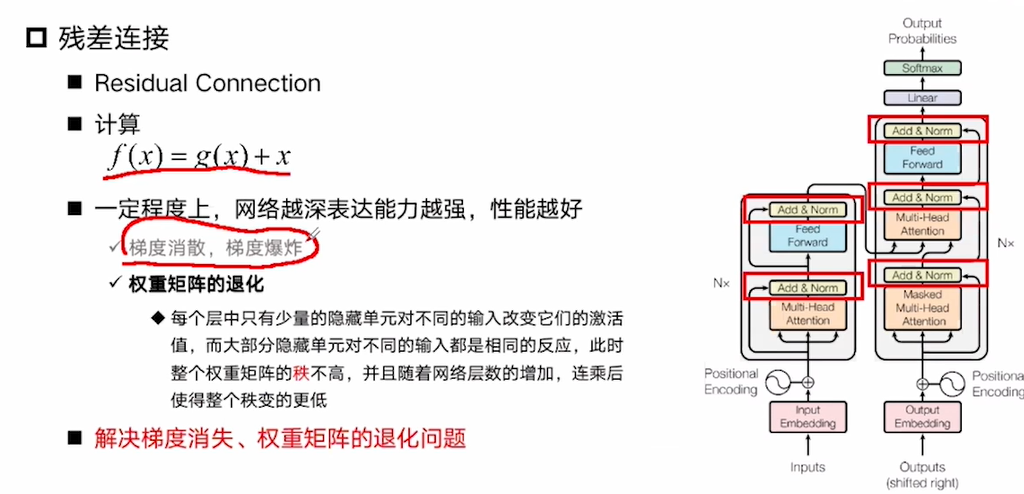 残差连接
Residual Connection
计算
f(x) = g(x) + x
一定程度上，网络越深表达能力越强，性能越好
梯度消散，梯度爆炸
权重矩阵的退化
每个层中只有少量的隐藏单元对不同的输入改变它们的激活
值，而大部分隐藏单元对不同的输入都是相同的反应，此时
整个权重矩阵的秩不高，并且随着网络层数的增加，连乘后
使得整个秩变的更低
解决梯度消失、权重矩阵的退化问题
Output
Probabilities
Softmax
Linear
Add & Norm
Feed
Forward
Add & Norm
Multi-Head
Attention
Add & Norm
Masked
Multi-Head
Attention
N×
Add & Norm
Feed
Forward
Add & Norm
Multi-Head
Attention
N×
Positional
Encoding
Positiona
Encoding
Input
Embedding
Output
Embedding
Inputs
Outputs
(shifted right)